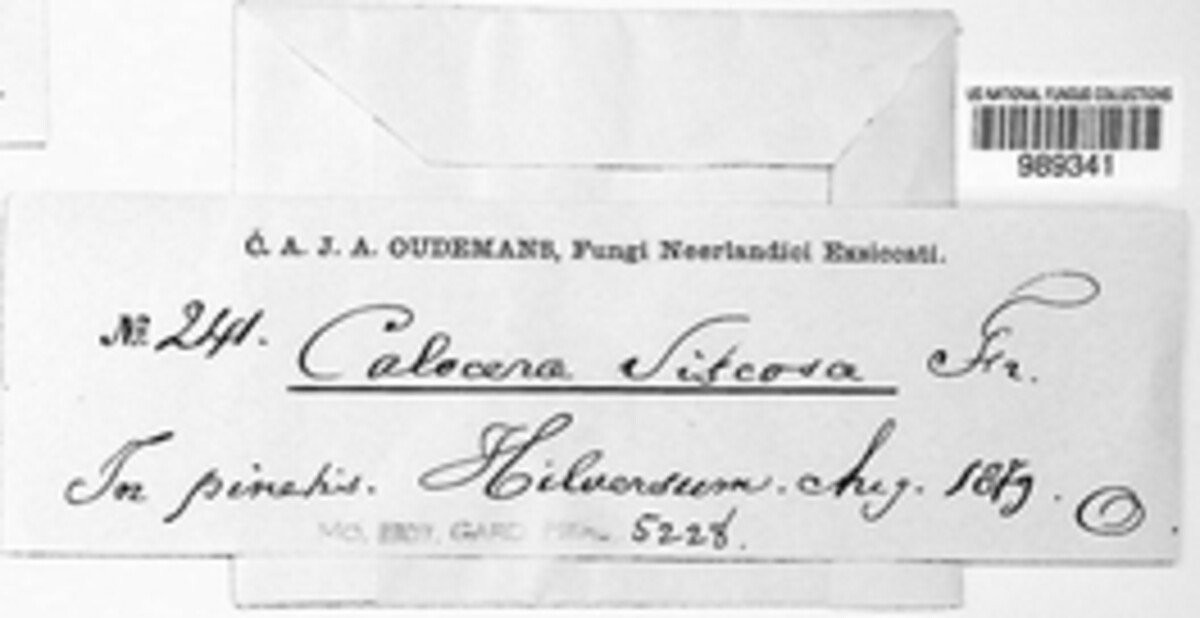 US NATIONAL FUNGUS COLLECTIONS
989341
C. A. J. A. OUDEMANS, Fungi Neerlandici Exsiccati.
№ 241. Calocera Viscosa Fr.
In pinetis. Hilversum. Aug. 1879.
MO. BOT. GARD. 5228.